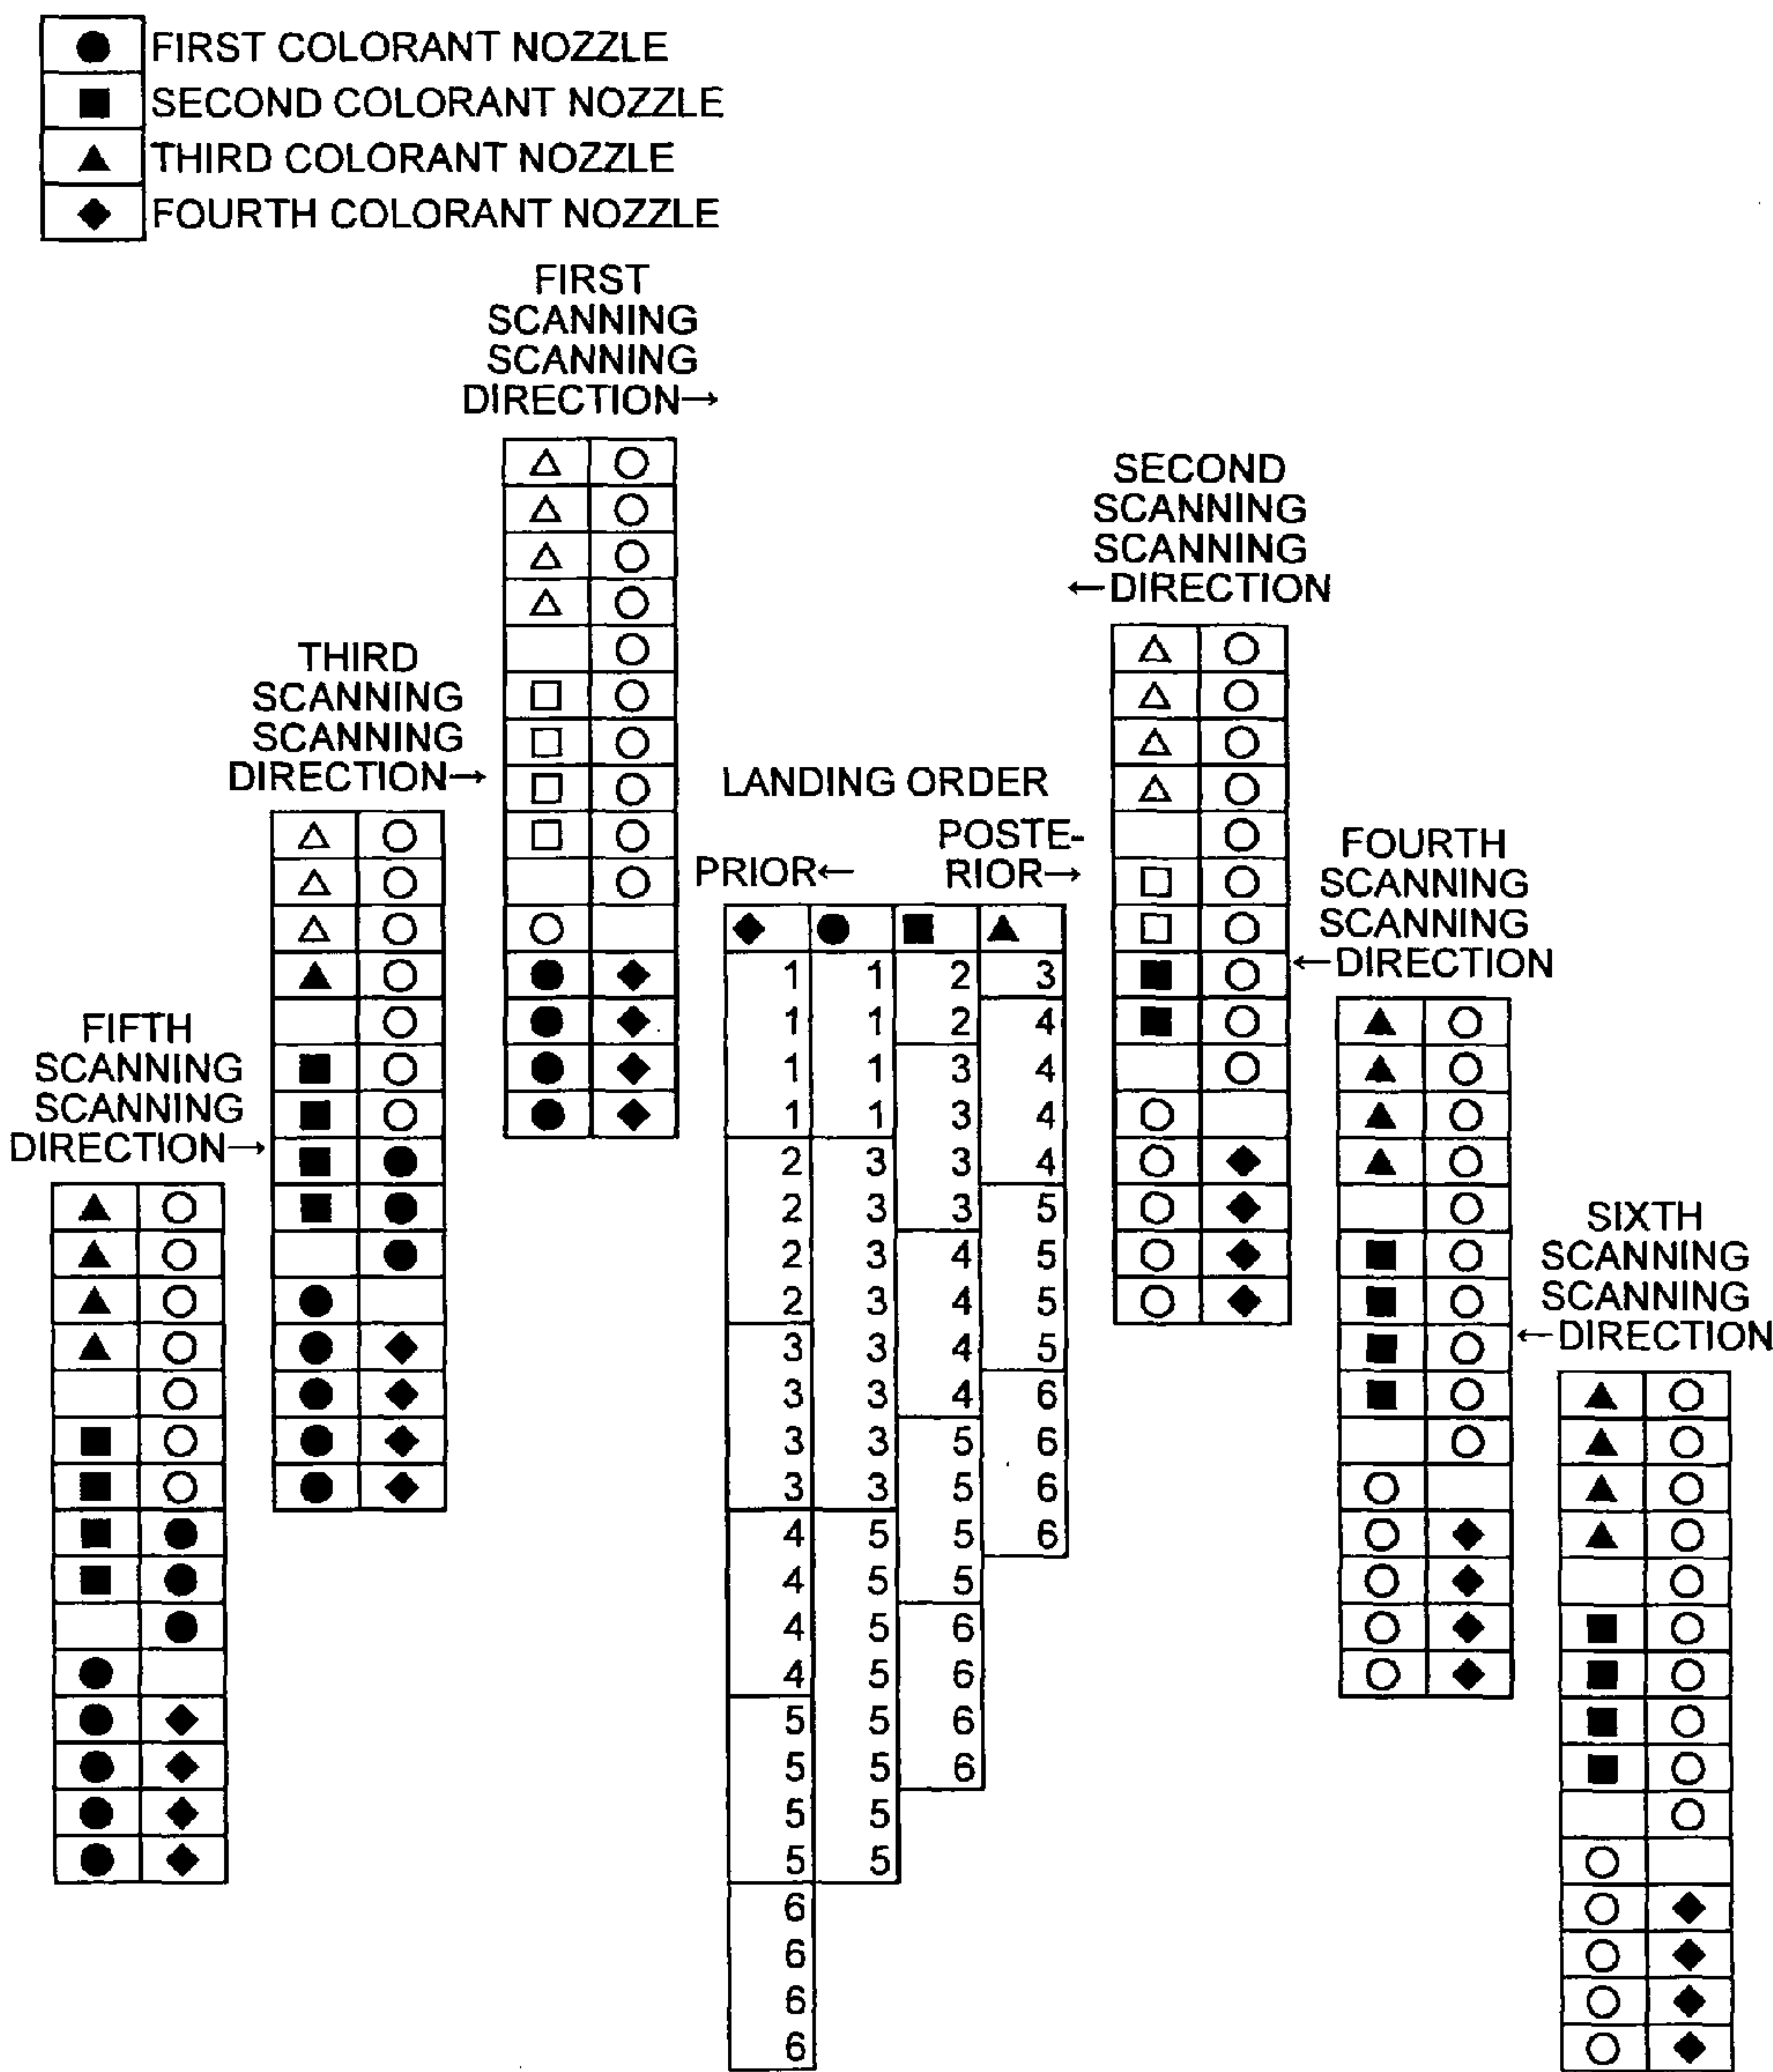 FIRST COLORANT NOZZLE
SECOND COLORANT NOZZLE
THIRD COLORANT NOZZLE
FOURTH COLORANT NOZZLE
FIRST
SCANNING
SCANNING
DIRECTION→
SECOND
SCANNING
SCANNING
←DIRECTION
THIRD
SCANNING
SCANNING
DIRECTION→
LANDING ORDER
PRIOR←
POSTE-
RIOR→
FOURTH
SCANNING
SCANNING
←DIRECTION
FIFTH
SCANNING
SCANNING
DIRECTION→
SIXTH
SCANNING
SCANNING
←DIRECTION
1 1 2 3
1 1 2 4
1 1 3 4
1 1 3 4
2 3 3 4
2 3 3 5
2 3 4 5
2 3 4 5
3 3 4 5
3 3 4 6
3 3 5 6
3 3 5 6
4 5 5 6
4 5 5
4 5 6
4 5 6
5 5 6
5 5 6
5 5
5 5
6
6
6
6